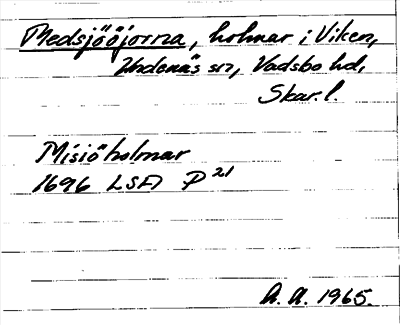 Medsjööjorna, holmar i Viken,
Undenäs sn, Vadsbo hd,
Skar. l.
Misiö holmar
1696 LSA P 21
A. A. 1965.